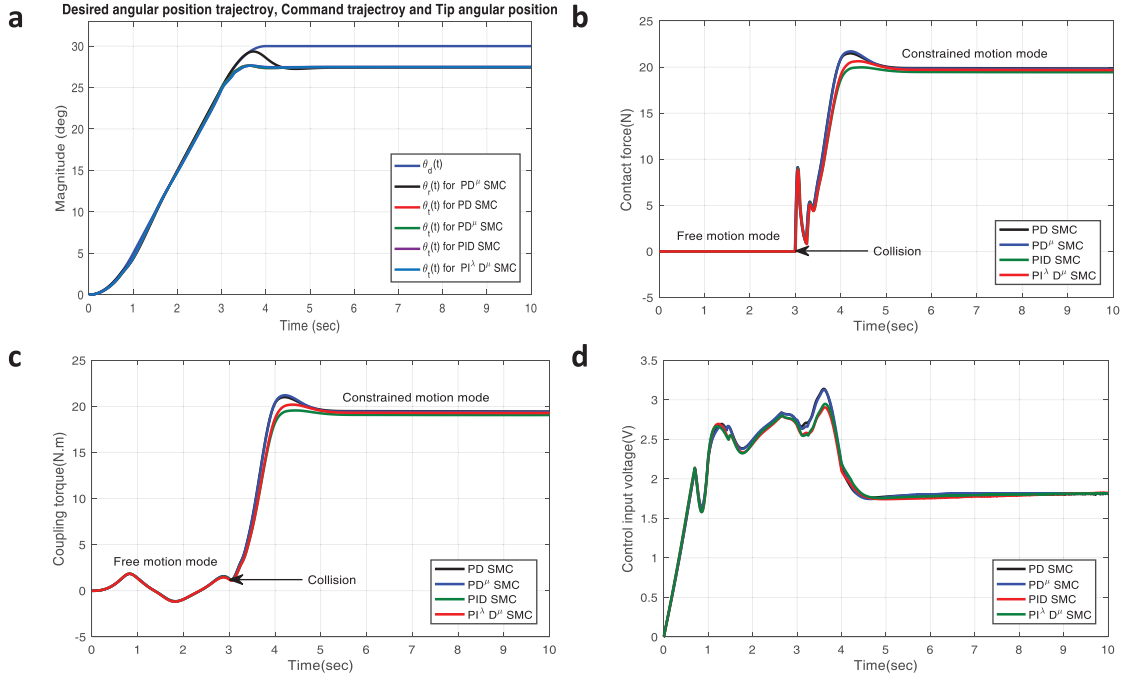 a
Desired angular position trajectroy, Command trajectroy and Tip angular position
30
25
20
15
10
5
0
Magnitude (deg)
0 1 2 3 4 5 6 7 8 9 10
Time (sec)
θd(t)
θr(t) for PDμ SMC
θt(t) for PD SMC
θt(t) for PDμ SMC
θt(t) for PID SMC
θt(t) for PIλ Dμ SMC
b
25
20
15
10
5
0
-5
Contact force(N)
Constrained motion mode
Free motion mode
Collision
0 1 2 3 4 5 6 7 8 9 10
Time(sec)
PD SMC
PDμ SMC
PID SMC
PIλ Dμ SMC
c
25
20
15
10
5
0
-5
Coupling torque(N.m)
Constrained motion mode
Free motion mode
Collision
0 1 2 3 4 5 6 7 8 9 10
Time(sec)
PD SMC
PDμ SMC
PID SMC
PIλ Dμ SMC
d
3.5
3
2.5
2
1.5
1
0.5
0
Control input voltage(V)
0 1 2 3 4 5 6 7 8 9 10
Time(sec)
PD SMC
PDμ SMC
PID SMC
PIλ Dμ SMC